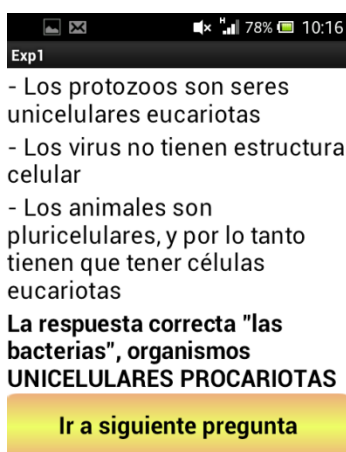 H 78% 10:16
Exp1
- Los protozoos son seres
unicelulares eucariotas
- Los virus no tienen estructura
celular
- Los animales son
pluricelulares, y por lo tanto
tienen que tener células
eucariotas
La respuesta correcta "las
bacterias", organismos
UNICELULARES PROCARIOTAS
Ir a siguiente pregunta